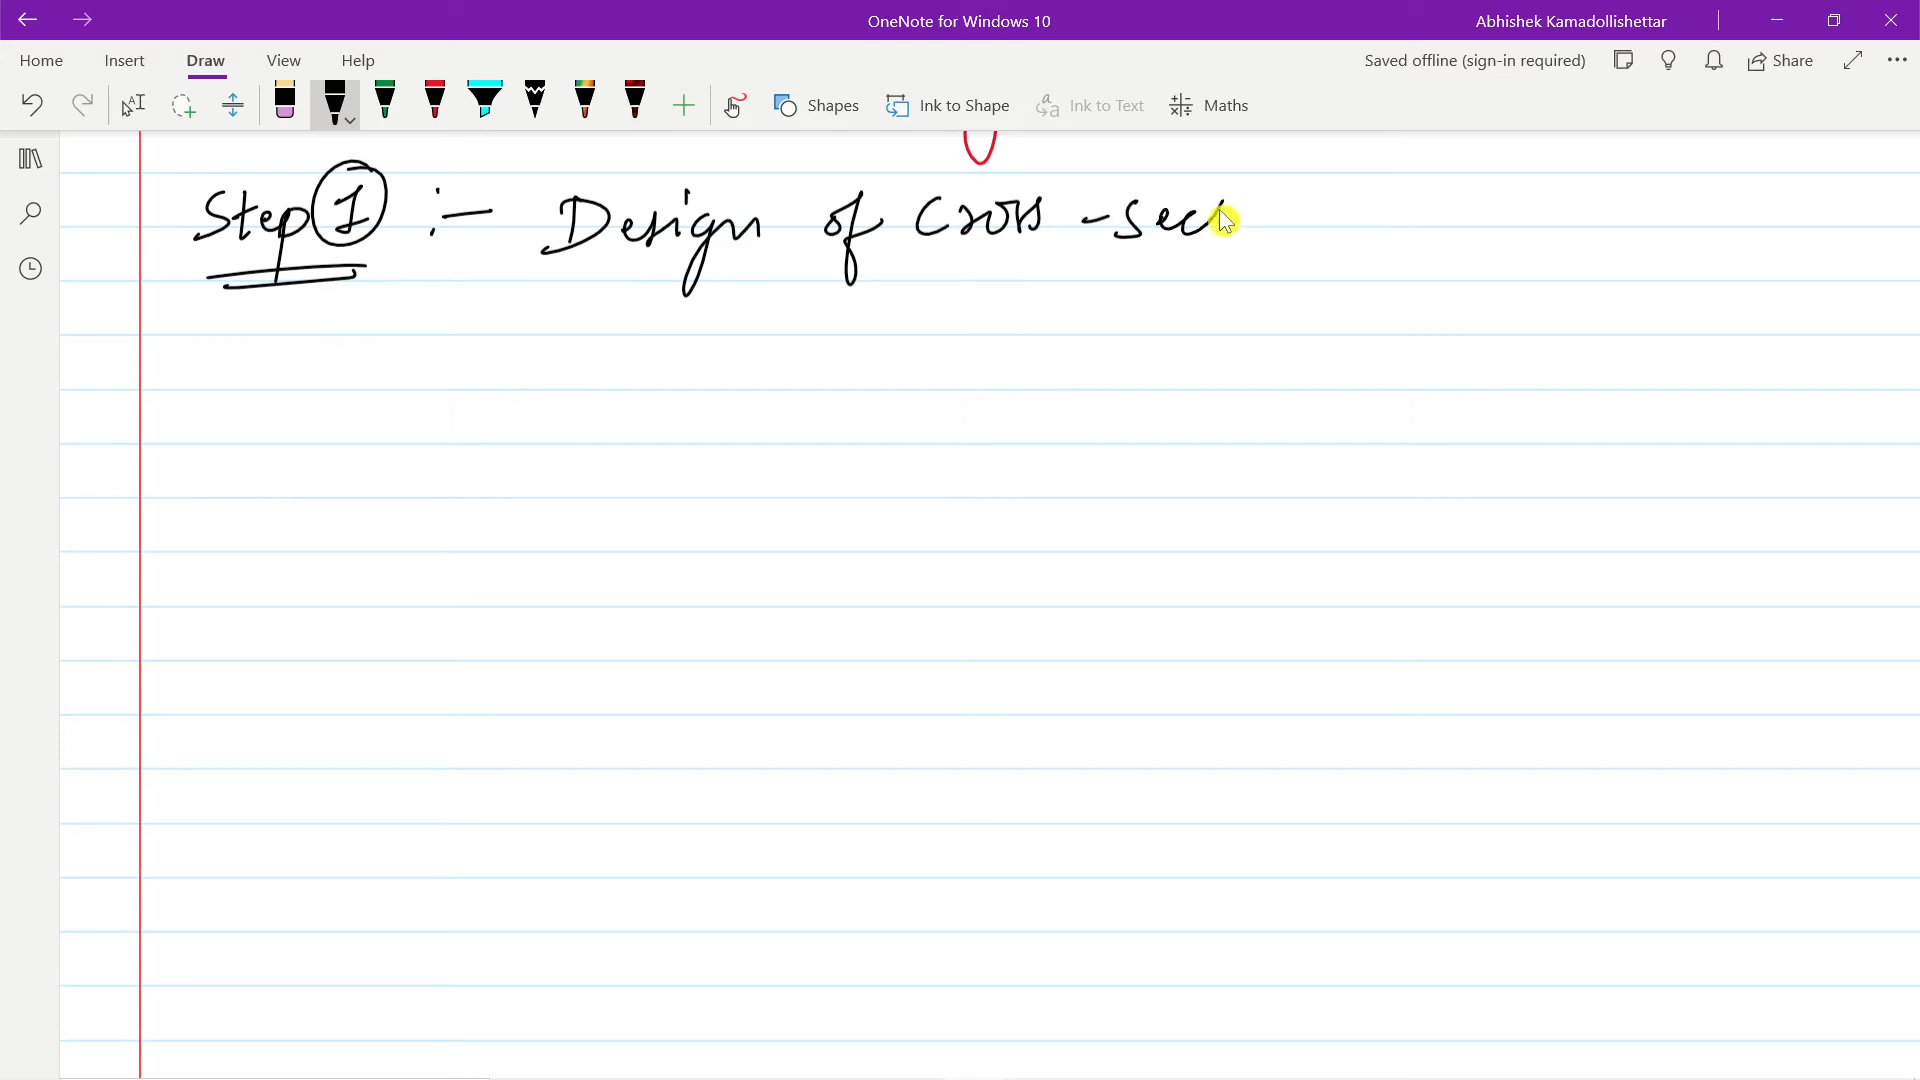 OneNote for Windows 10
Abhishek Kamadollishettar
Home Insert Draw View Help
Saved offline (sign-in required) Share
Shapes Ink to Shape Ink to Text Maths
Step 1 :- Design of Cross-sec